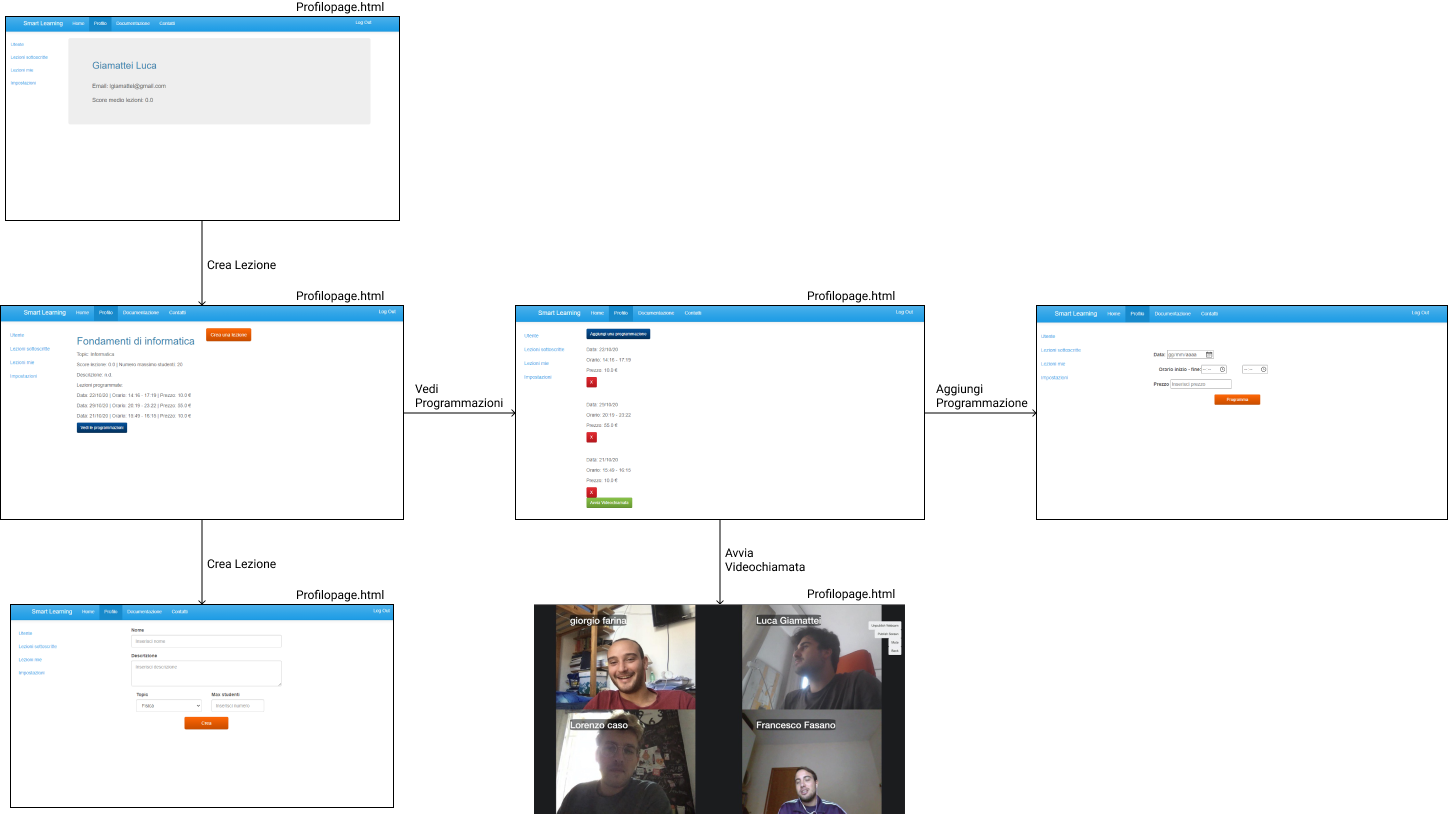 Profilopage.html
Smart Learning Home Profilo Documentazione Contatti Log Out
Utente
Lezioni sottoscritte
Lezioni mie
Impostazioni
Giamattei Luca
Email: lgiamattei@gmail.com
Score medio lezioni: 0.0
Crea Lezione
Profilopage.html
Smart Learning Home Profilo Documentazione Contatti Log Out
Utente
Lezioni sottoscritte
Lezioni mie
Impostazioni
Fondamenti di informatica
Crea una lezione
Topic: Informatica
Score lezione: 0.0 | Numero massimo studenti: 20
Descrizione: n.d.
Lezioni programmate:
Data: 22/10/20 | Orario: 14:16 - 17:19 | Prezzo: 10.0 €
Data: 29/10/20 | Orario: 20:19 - 23:22 | Prezzo: 55.0 €
Data: 21/10/20 | Orario: 15:49 - 16:15 | Prezzo: 10.0 €
Vedi le programmazioni
Vedi
Programmazioni
Profilopage.html
Smart Learning Home Profilo Documentazione Contatti Log Out
Utente
Lezioni sottoscritte
Lezioni mie
Impostazioni
Aggiungi una programmazione
Data: 22/10/20
Orario: 14:16 - 17:19
Prezzo: 10.0 €
X
Data: 29/10/20
Orario: 20:19 - 23:22
Prezzo: 55.0 €
X
Data: 21/10/20
Orario: 15:49 - 16:15
Prezzo: 10.0 €
X
Avvia Videochiamata
Aggiungi
Programmazione
Smart Learning Home Profilo Documentazione Contatti Log Out
Utente
Lezioni sottoscritte
Lezioni mie
Impostazioni
Data: gg/mm/aaaa
Orario inizio - fine: --:-- --:--
Prezzo Inserisci prezzo
Programma
Crea Lezione
Profilopage.html
Smart Learning Home Profilo Documentazione Contatti Log Out
Utente
Lezioni sottoscritte
Lezioni mie
Impostazioni
Nome
Inserisci nome
Descrizione
Inserisci descrizione
Topic Max studenti
Fisica Inserisci numero
Crea
Avvia
Videochiamata
Profilopage.html
giorgio farina
Luca Giamattei
Unpublish Webcam
Publish Screen
Mute
Back
Lorenzo caso
Francesco Fasano